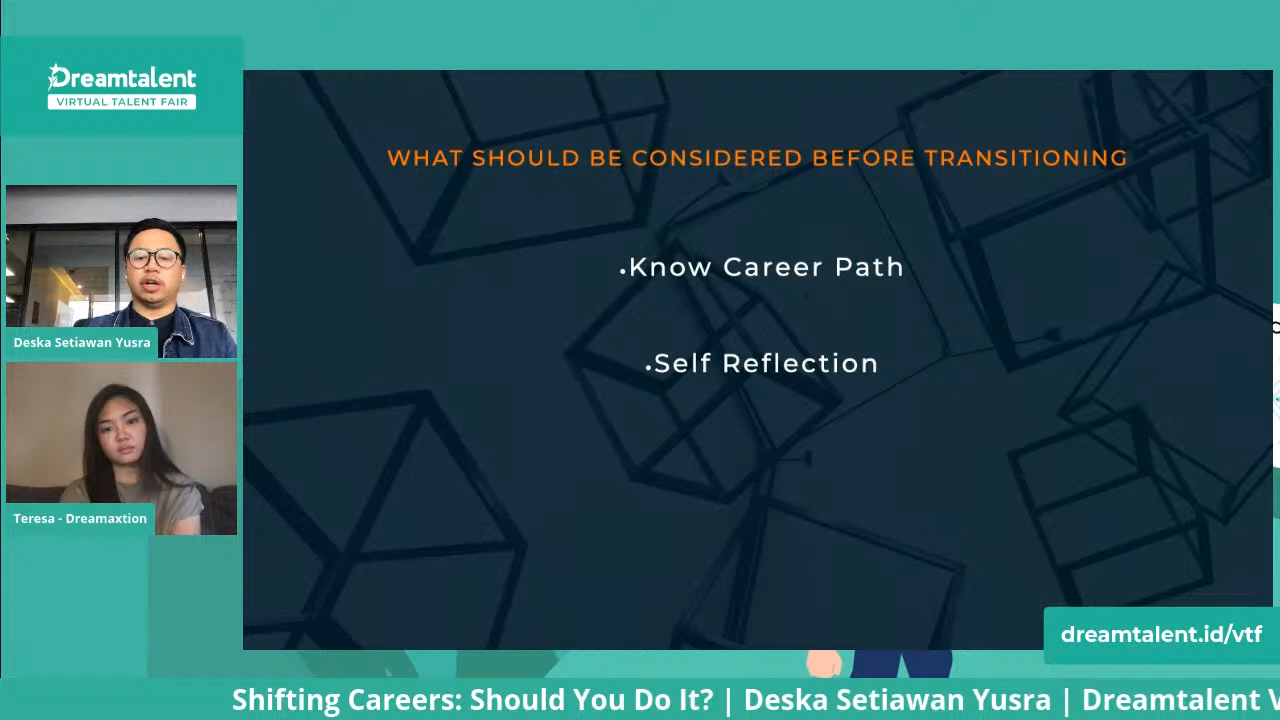 Dreamtalent
VIRTUAL TALENT FAIR
WHAT SHOULD BE CONSIDERED BEFORE TRANSITIONING
.Know Career Path
.Self Reflection
Deska Setiawan Yusra
Teresa - Dreamaxtion
dreamtalent.id/vtf
Shifting Careers: Should You Do It? | Deska Setiawan Yusra | Dreamtalent V